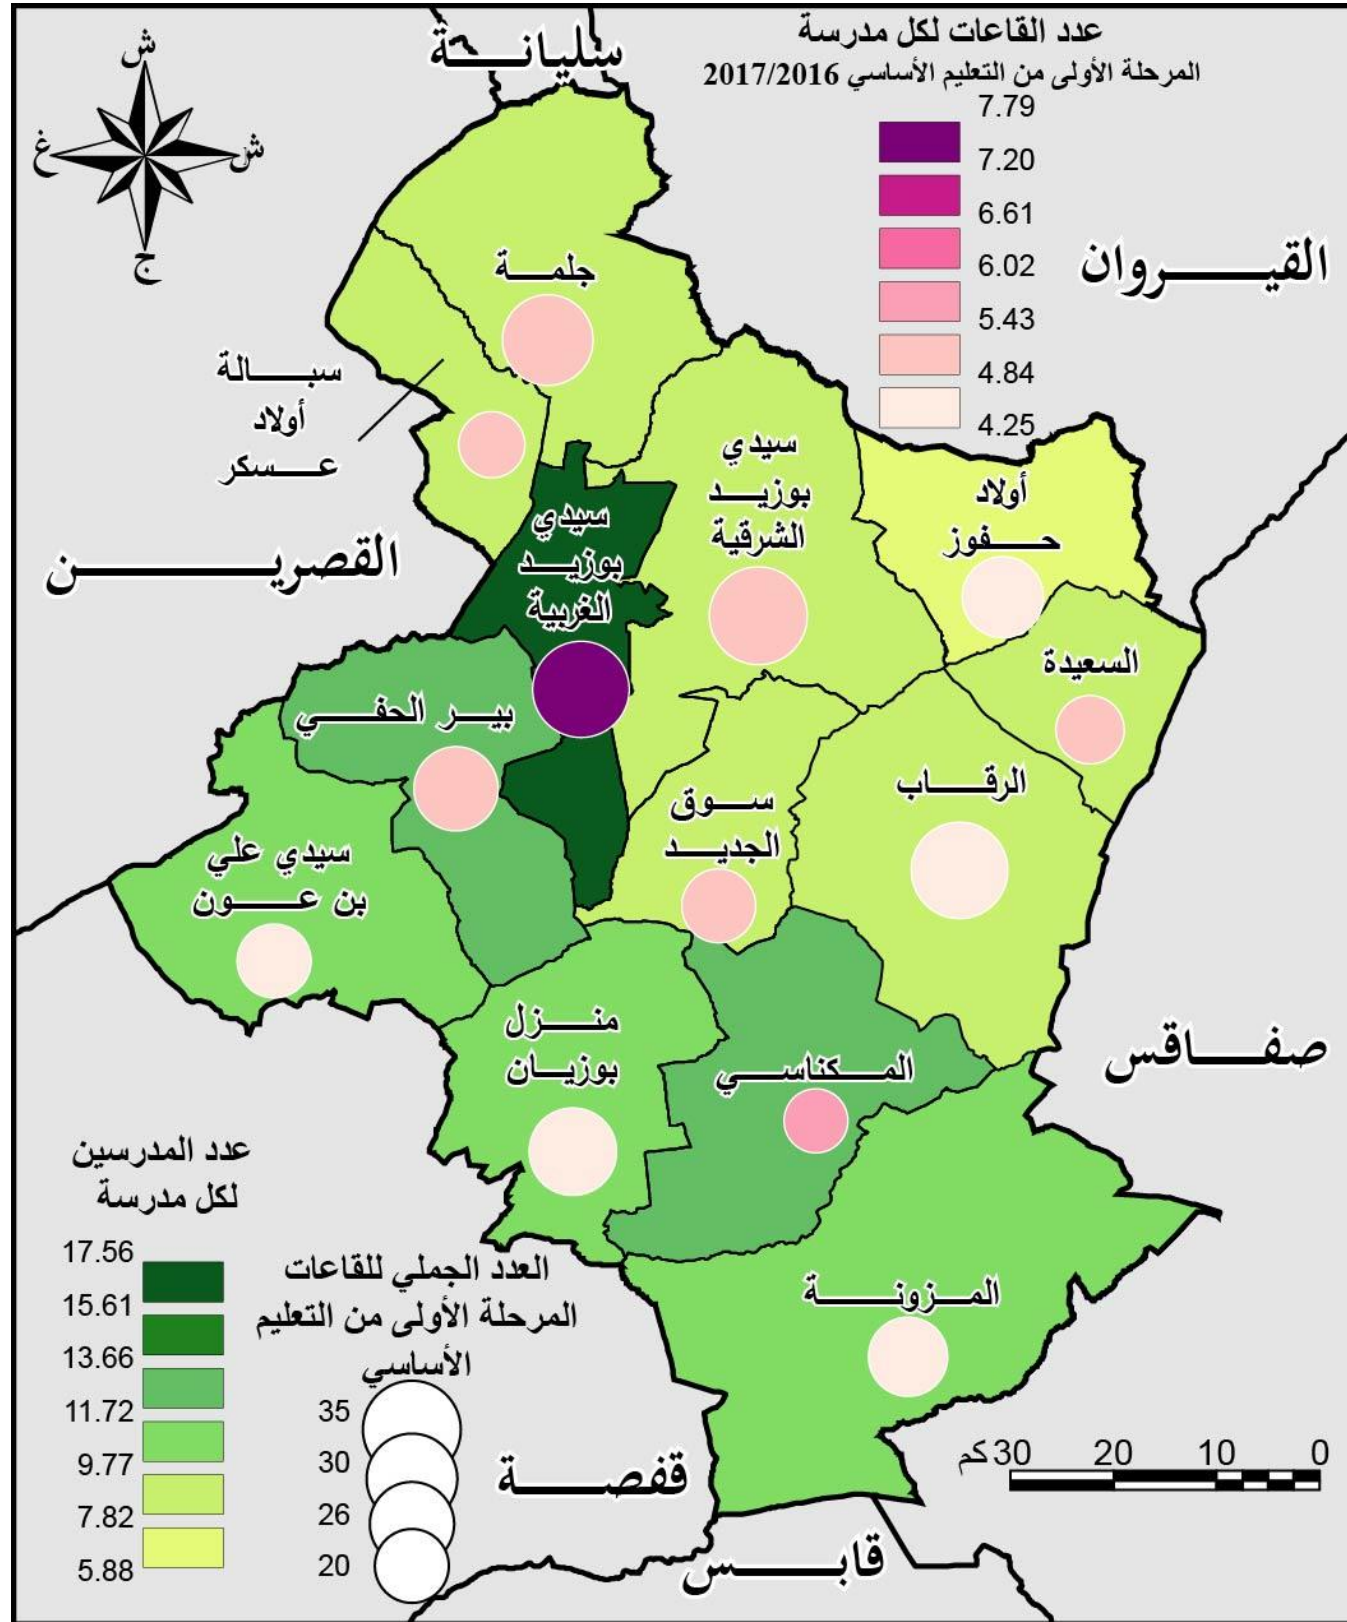 سليانة
عدد القاعات لكل مدرسة
المرحلة الأولى من التعليم الأساسي 2017/2016
7.79
7.20
6.61
6.02
5.43
4.84
4.25
ش
غ
ش
ج
القيروان
جلمة
سبالة
أولاد
عسكر
سيدي
بوزيد
الشرقية
أولاد
حفوز
سيدي
بوزيد
الغربية
القصرين
السعيدة
بير الحفي
الرقاب
سوق
الجديد
سيدي علي
بن عون
منزل
بوزيان
المكناسي
صفاقس
المزونة
عدد المدرسين
لكل مدرسة
17.56
15.61
13.66
11.72
9.77
7.82
5.88
العدد الجملي للقاعات
المرحلة الأولى من التعليم
الأساسي
35
30
26
20
قفصة
قابس
0 10 20 30 كم